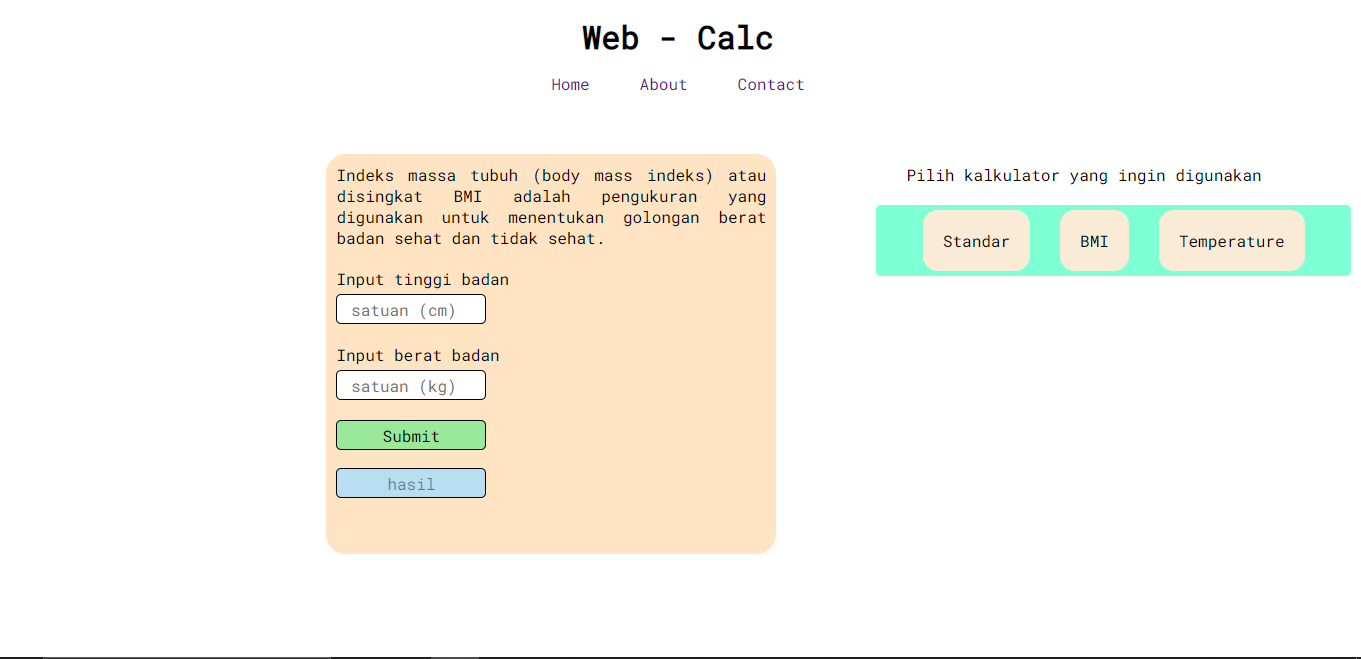 Web - Calc
Home About Contact
Indeks massa tubuh (body mass indeks) atau
disingkat BMI adalah pengukuran yang
digunakan untuk menentukan golongan berat
badan sehat dan tidak sehat.
Input tinggi badan
satuan (cm)
Input berat badan
satuan (kg)
Submit
hasil
Pilih kalkulator yang ingin digunakan
Standar BMI Temperature